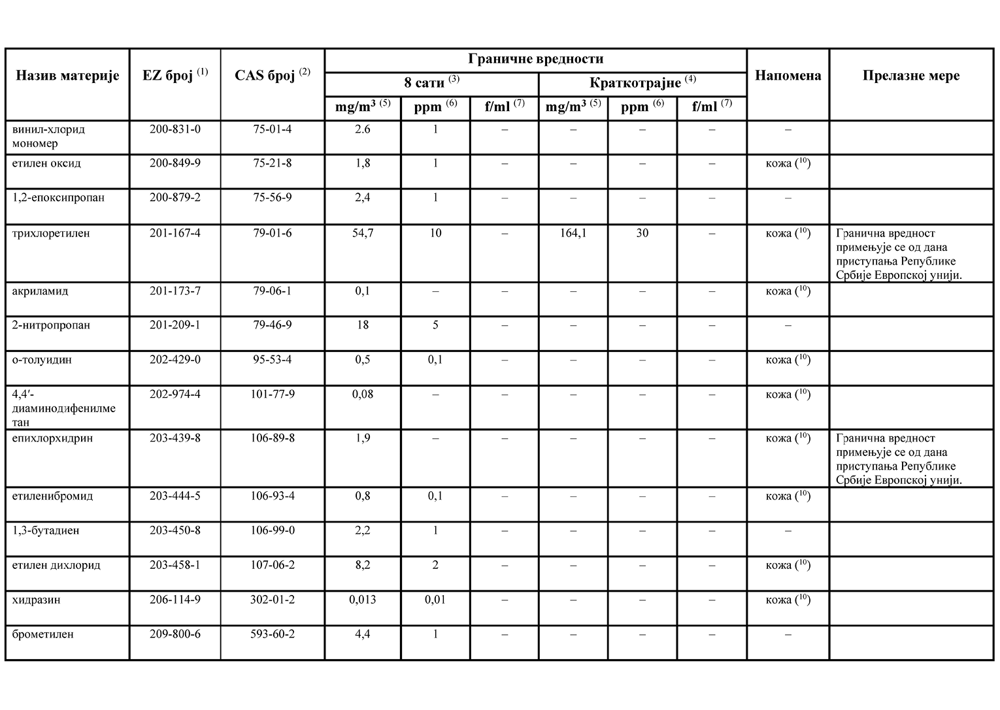 Назив материје EZ број (1) CAS број (2) Граничне вредности Напомена Прелазне мере
8 сати (3) Краткотрајне (4)
mg/m3 (5) ppm (6) f/ml (7) mg/m3 (5) ppm (6) f/ml (7)
винил-хлорид 200-831-0 75-01-4 2.6 1 – – – – –
мономер
етилен оксид 200-849-9 75-21-8 1,8 1 – – – – кожа (10)
1,2-епоксипропан 200-879-2 75-56-9 2,4 1 – – – – –
трихлоретилен 201-167-4 79-01-6 54,7 10 – 164,1 30 – кожа (10) Гранична вредност
примењује се од дана
приступања Републике
Србије Европској унији.
акриламид 201-173-7 79-06-1 0,1 – – – – – кожа (10)
2-нитропропан 201-209-1 79-46-9 18 5 – – – – –
о-толуидин 202-429-0 95-53-4 0,5 0,1 – – – – кожа (10)
4,4′- 202-974-4 101-77-9 0,08 – – – – – кожа (10)
диаминодифенилме
тан
епихлорхидрин 203-439-8 106-89-8 1,9 – – – – – кожа (10) Гранична вредност
примењује се од дана
приступања Републике
Србије Европској унији.
етиленибромид 203-444-5 106-93-4 0,8 0,1 – – – – кожа (10)
1,3-бутадиен 203-450-8 106-99-0 2,2 1 – – – – –
етилен дихлорид 203-458-1 107-06-2 8,2 2 – – – – кожа (10)
хидразин 206-114-9 302-01-2 0,013 0,01 – – – – кожа (10)
брометилен 209-800-6 593-60-2 4,4 1 – – – – –